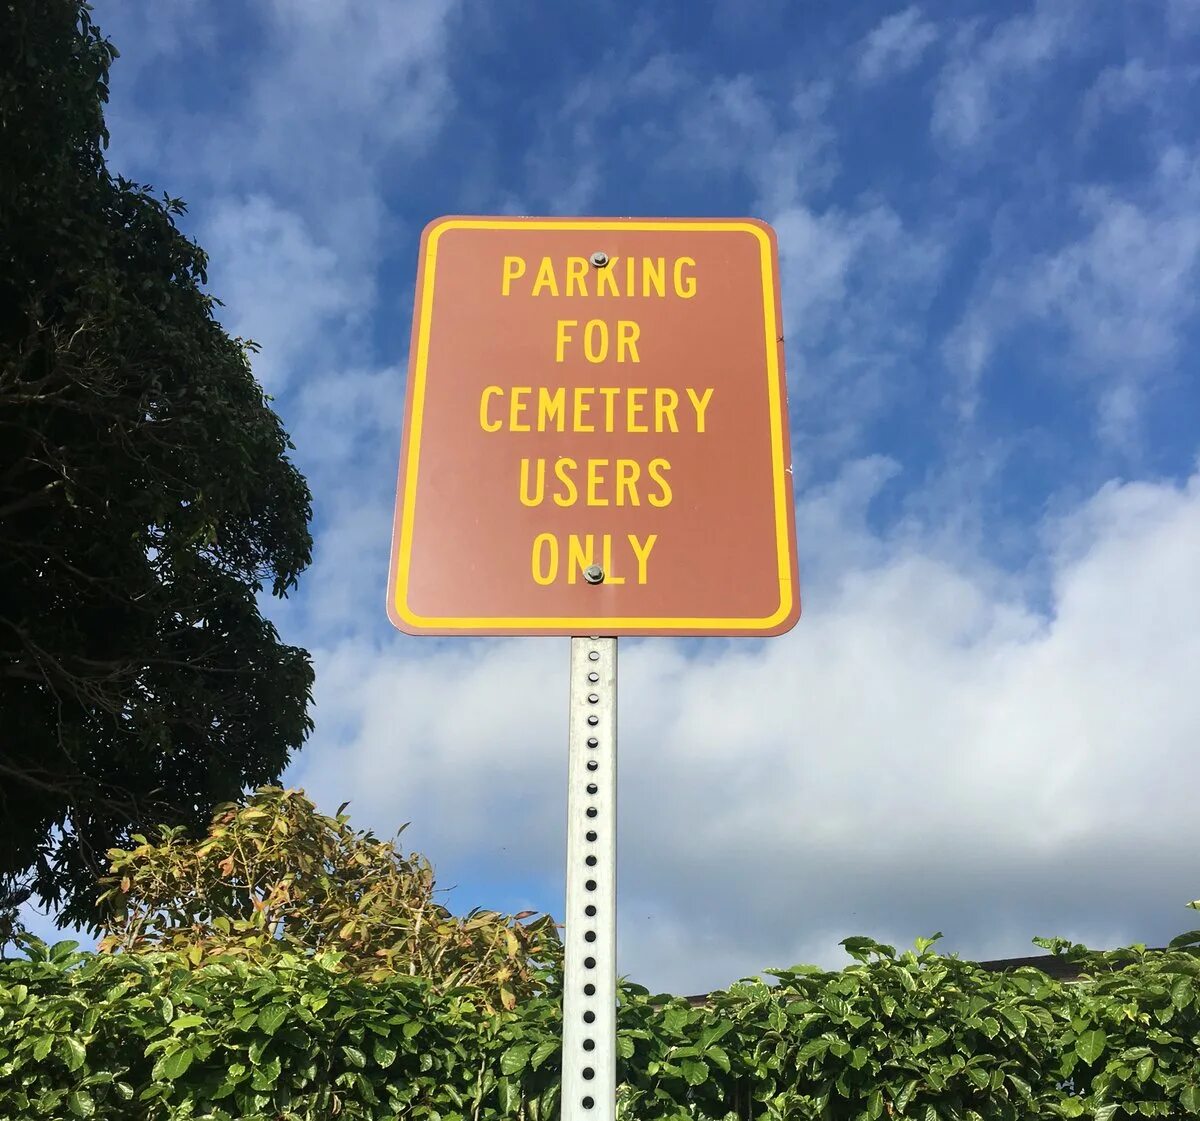 PARKING
FOR
CEMETERY
USERS
ONLY